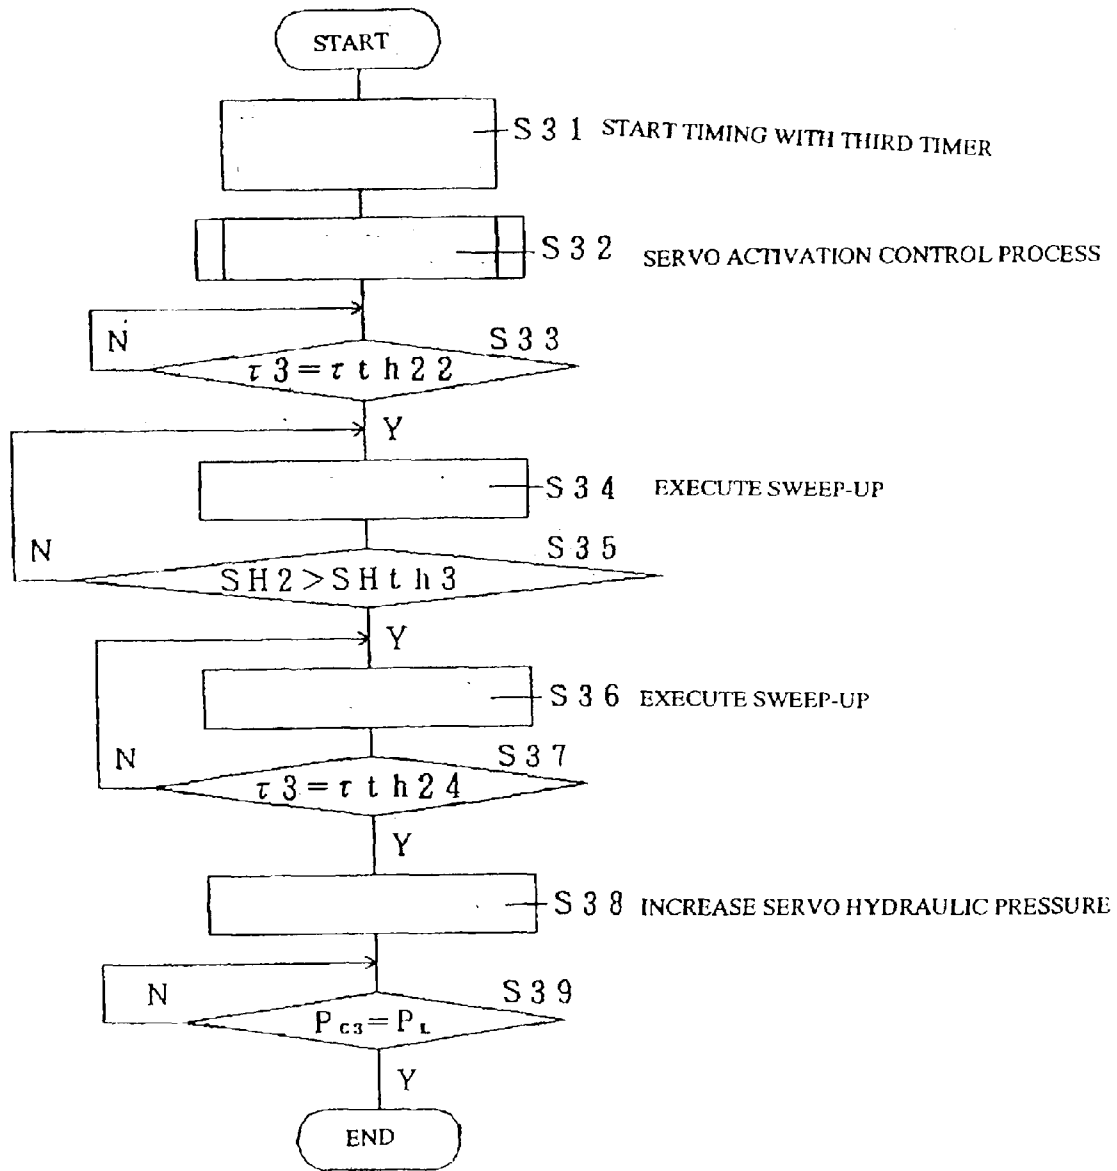 START
S31 START TIMING WITH THIRD TIMER
S32 SERVO ACTIVATION CONTROL PROCESS
S33
N
τ3=τth22
Y
S34 EXECUTE SWEEP-UP
S35
N
SH2>SHth3
Y
S36 EXECUTE SWEEP-UP
S37
N
τ3=τth24
Y
S38 INCREASE SERVO HYDRAULIC PRESSURE
S39
N
PC3=PL
Y
END